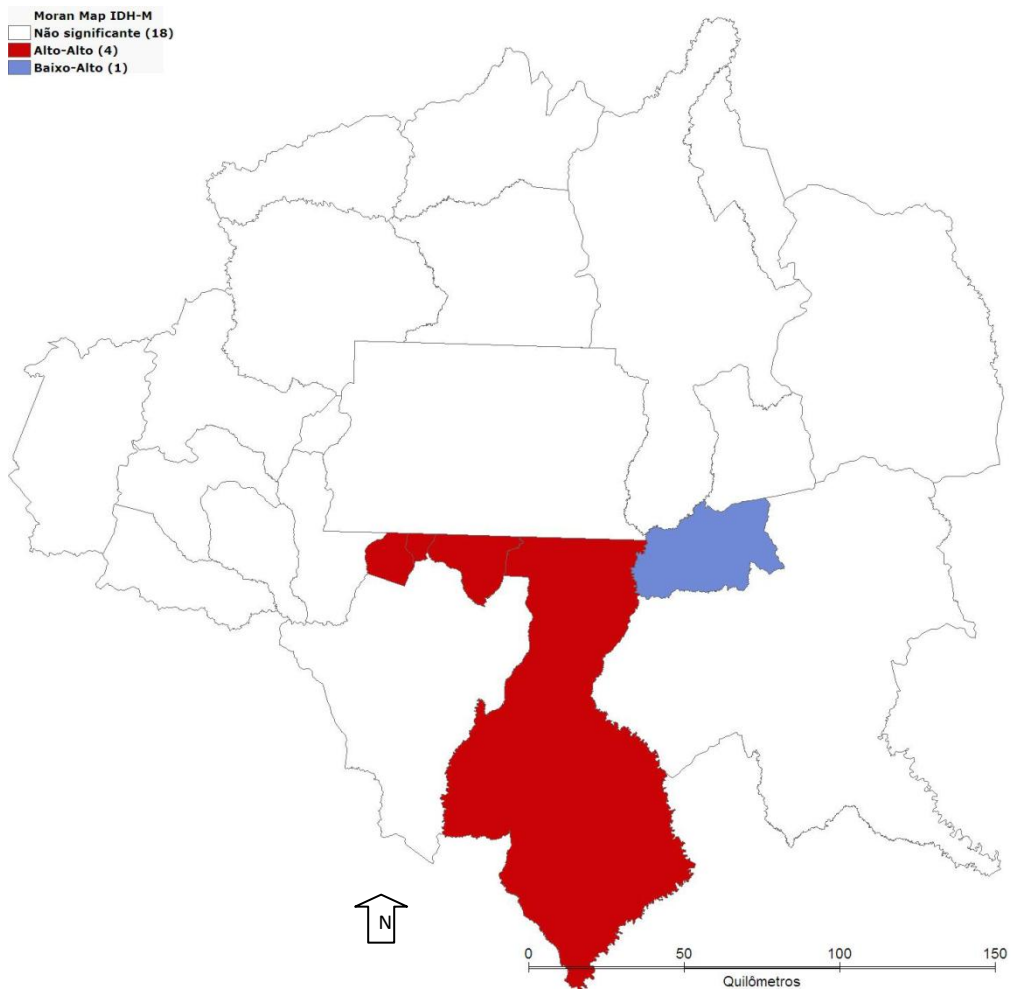 Moran Map IDH-M
Não significante (18)
Alto-Alto (4)
Baixo-Alto (1)
N
0 50 100 150
Quilômetros